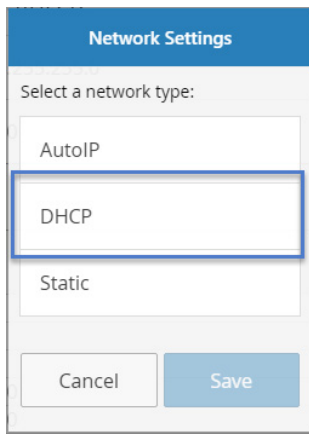 Network Settings
Select a network type:
AutoIP
DHCP
Static
Cancel
Save